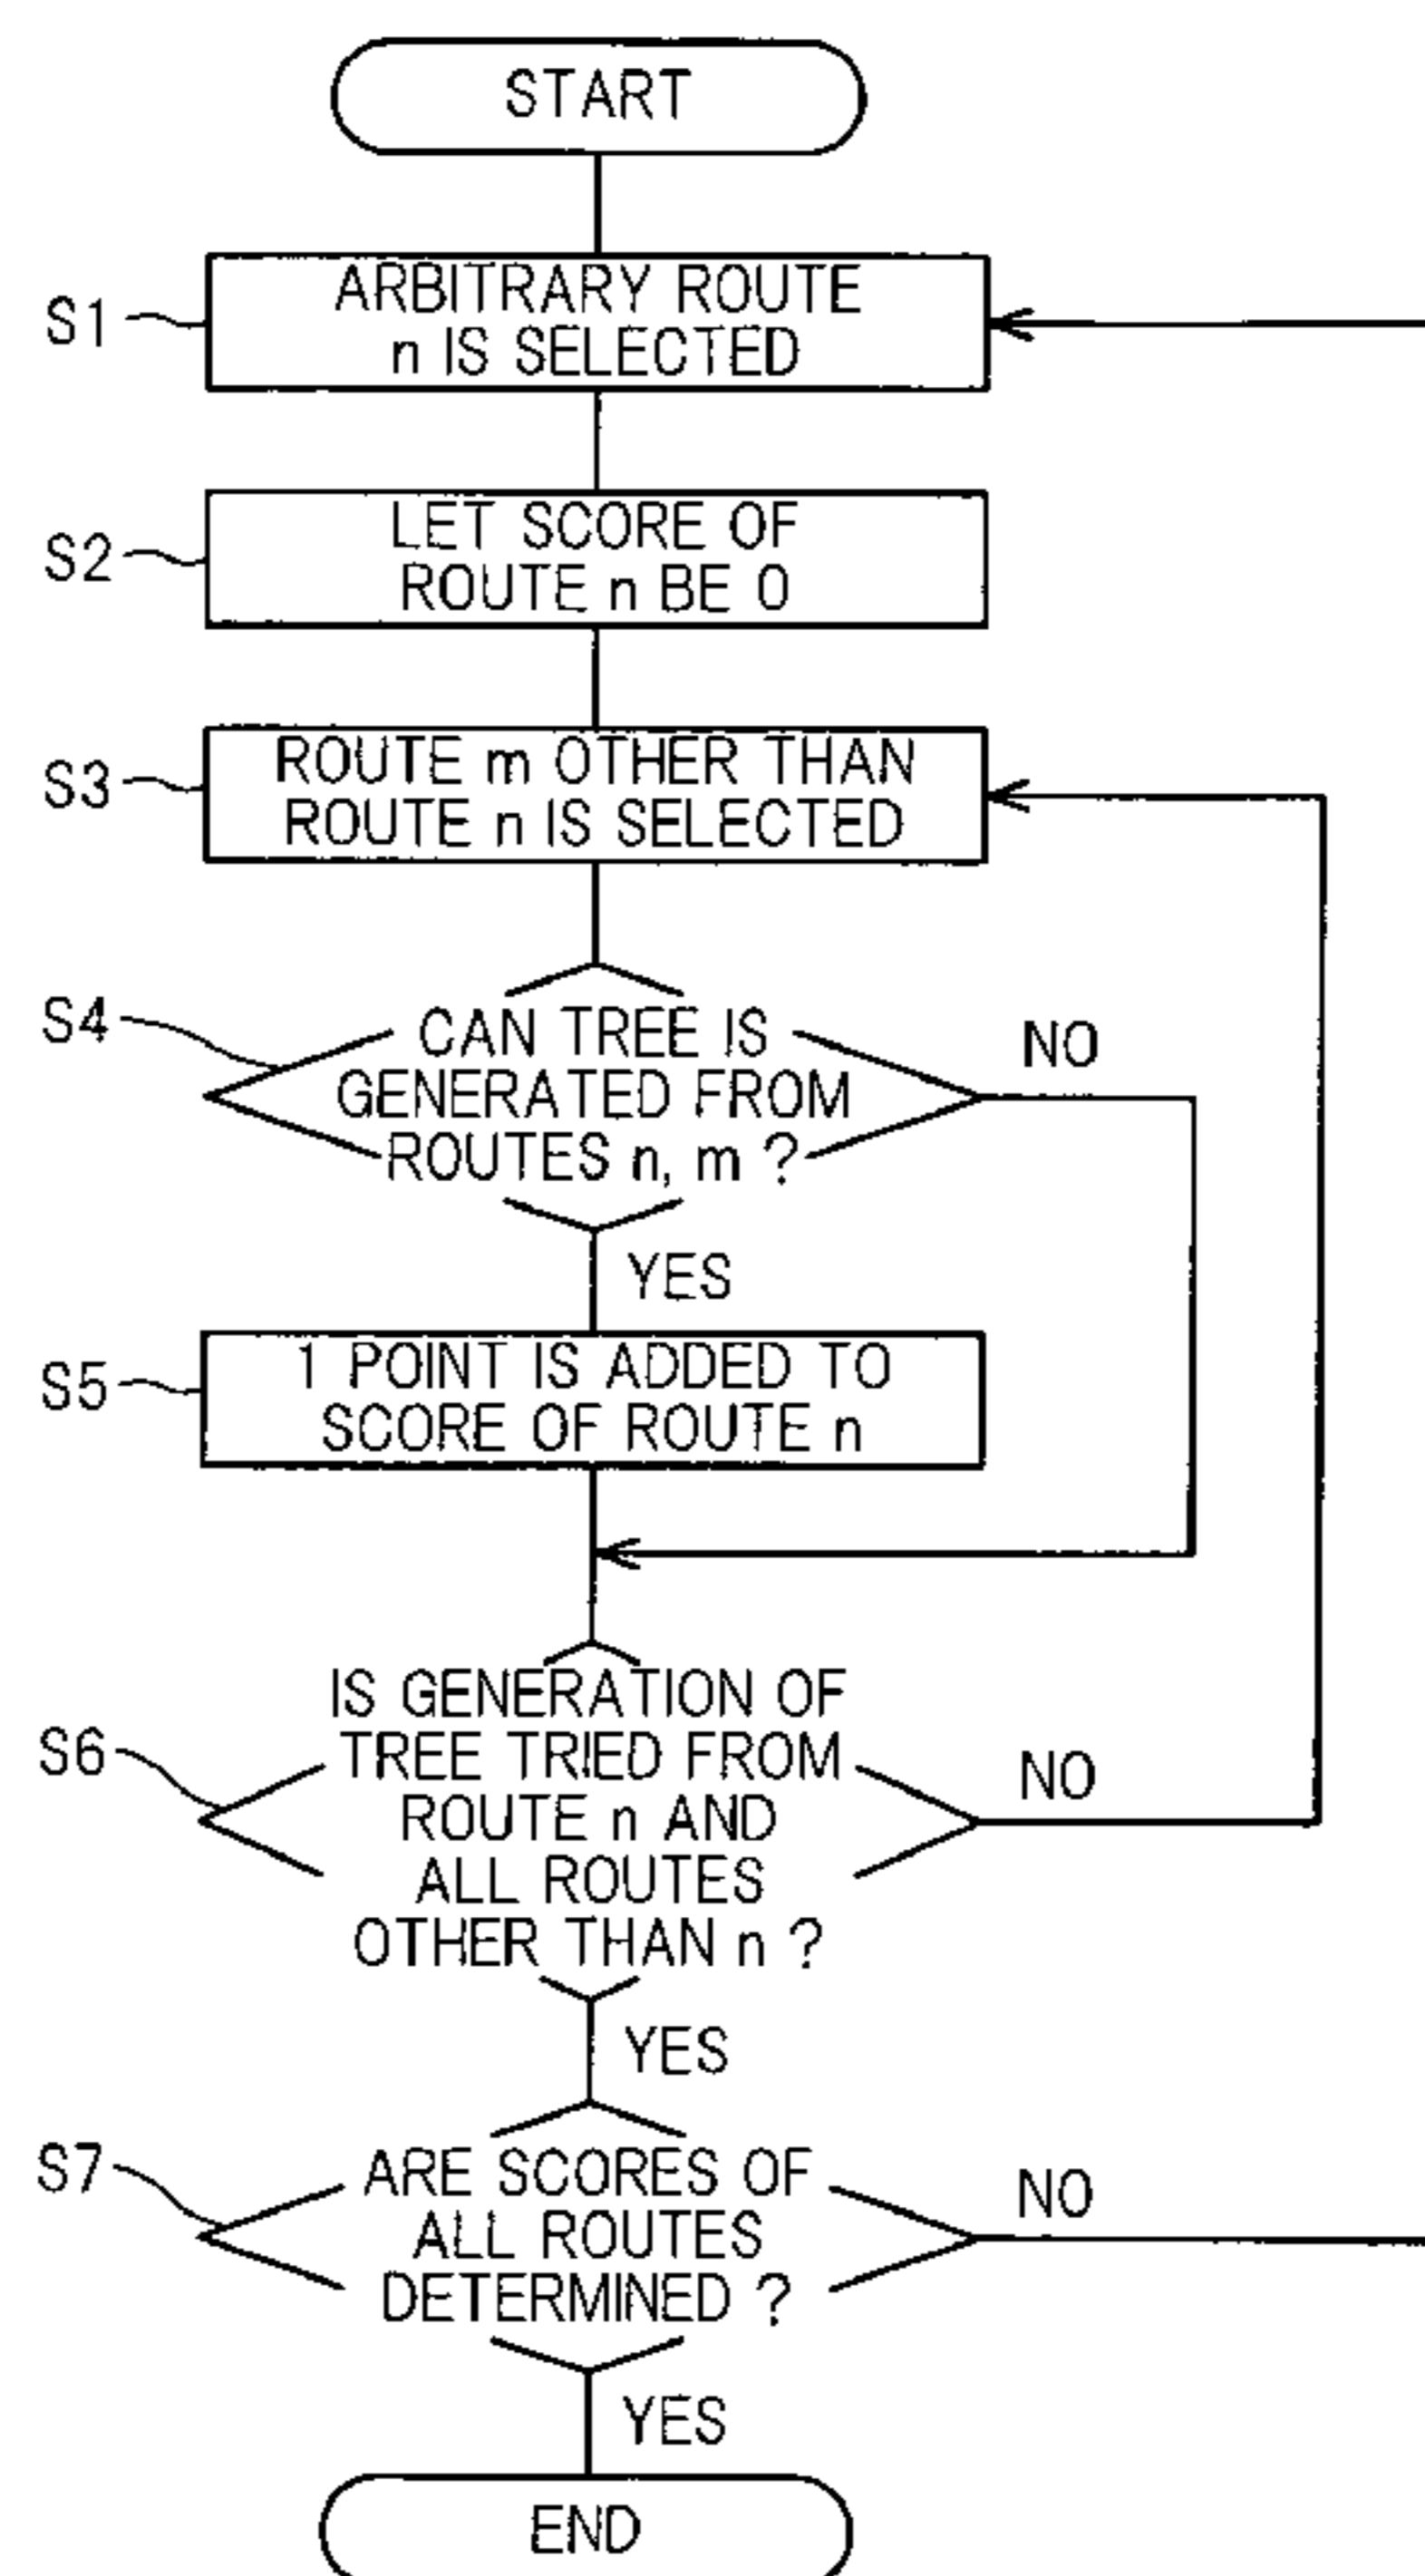 START
S1
ARBITRARY ROUTE
n IS SELECTED
S2
LET SCORE OF
ROUTE n BE 0
S3
ROUTE m OTHER THAN
ROUTE n IS SELECTED
S4
CAN TREE IS
GENERATED FROM
ROUTES n, m ?
NO
YES
S5
1 POINT IS ADDED TO
SCORE OF ROUTE n
S6
IS GENERATION OF
TREE TRIED FROM
ROUTE n AND
ALL ROUTES
OTHER THAN n ?
NO
YES
S7
ARE SCORES OF
ALL ROUTES
DETERMINED ?
NO
YES
END